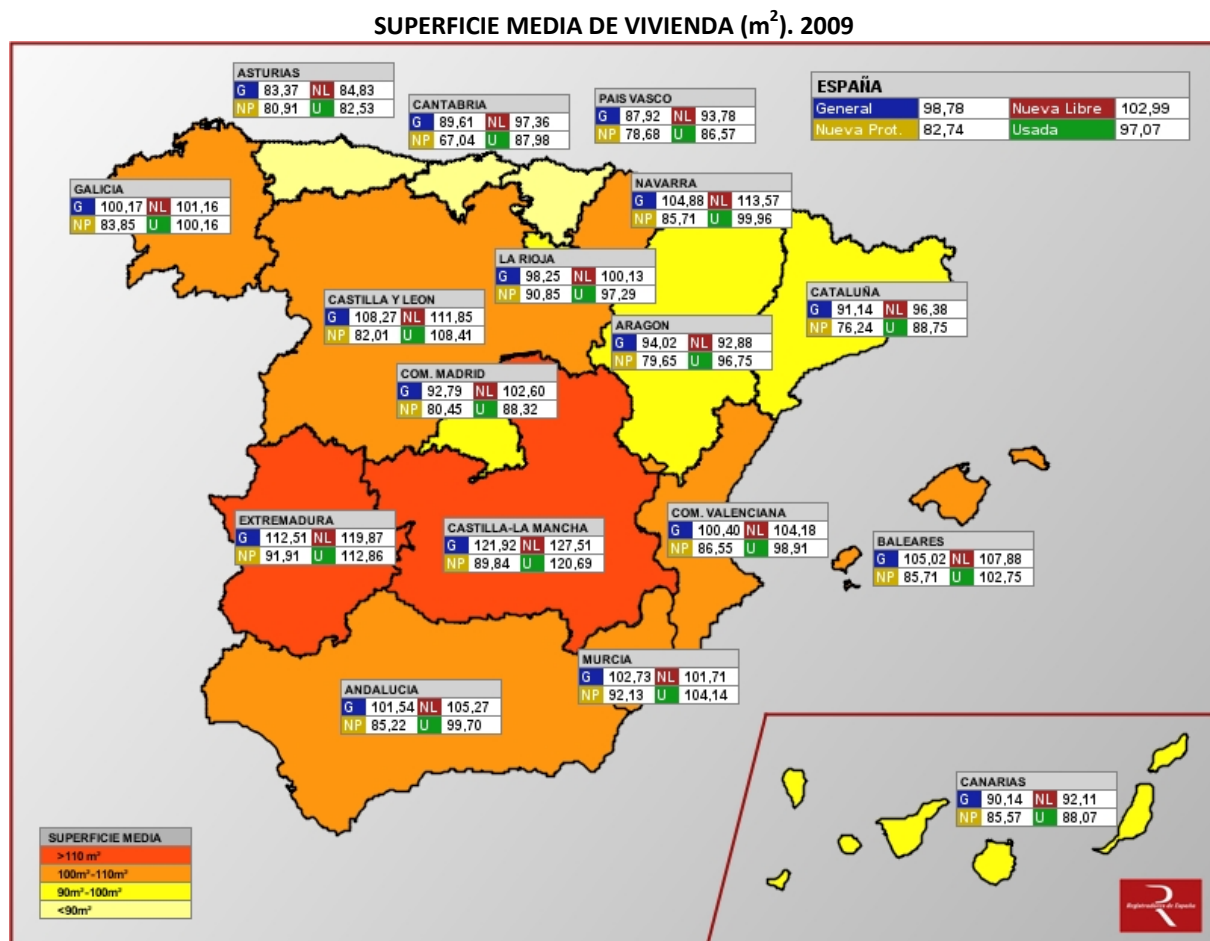 SUPERFICIE MEDIA DE VIVIENDA (m²). 2009
ASTURIAS
G 83,37 NL 84,83
NP 80,91 U 82,53
CANTABRIA
G 89,61 NL 97,36
NP 67,04 U 87,98
PAIS VASCO
G 87,92 NL 93,78
NP 78,68 U 86,57
ESPAÑA
General 98,78 Nueva Libre 102,99
Nueva Prot. 82,74 Usada 97,07
GALICIA
G 100,17 NL 101,16
NP 83,85 U 100,16
NAVARRA
G 104,88 NL 113,57
NP 85,71 U 99,96
LA RIOJA
G 98,25 NL 100,13
NP 90,85 U 97,29
CASTILLA Y LEON
G 108,27 NL 111,85
NP 82,01 U 108,41
ARAGON
G 94,02 NL 92,88
NP 79,65 U 96,75
CATALUÑA
G 91,14 NL 96,38
NP 76,24 U 88,75
COM. MADRID
G 92,79 NL 102,60
NP 80,45 U 88,32
EXTREMADURA
G 112,51 NL 119,87
NP 91,91 U 112,86
CASTILLA-LA MANCHA
G 121,92 NL 127,51
NP 89,84 U 120,69
COM. VALENCIANA
G 100,40 NL 104,18
NP 86,55 U 98,91
BALEARES
G 105,02 NL 107,88
NP 85,71 U 102,75
MURCIA
G 102,73 NL 101,71
NP 92,13 U 104,14
ANDALUCIA
G 101,54 NL 105,27
NP 85,22 U 99,70
CANARIAS
G 90,14 NL 92,11
NP 85,57 U 88,07
SUPERFICIE MEDIA
>110 m²
100m²-110m²
90m²-100m²
<90m²
R
Registradores de España